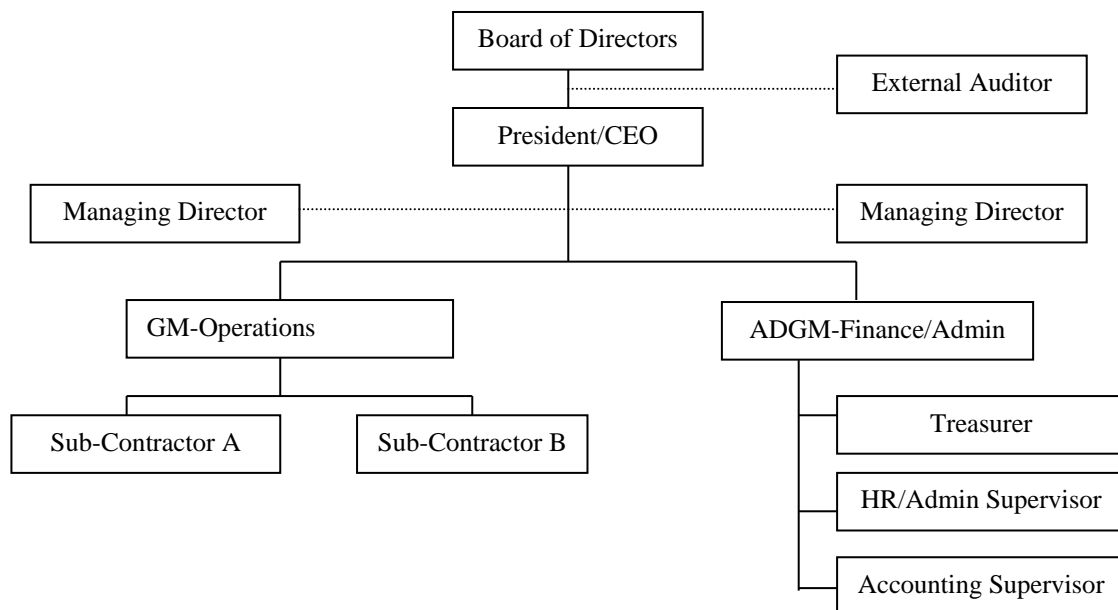 Board of Directors
External Auditor
President/CEO
Managing Director
Managing Director
GM-Operations
ADGM-Finance/Admin
Sub-Contractor A
Sub-Contractor B
Treasurer
HR/Admin Supervisor
Accounting Supervisor